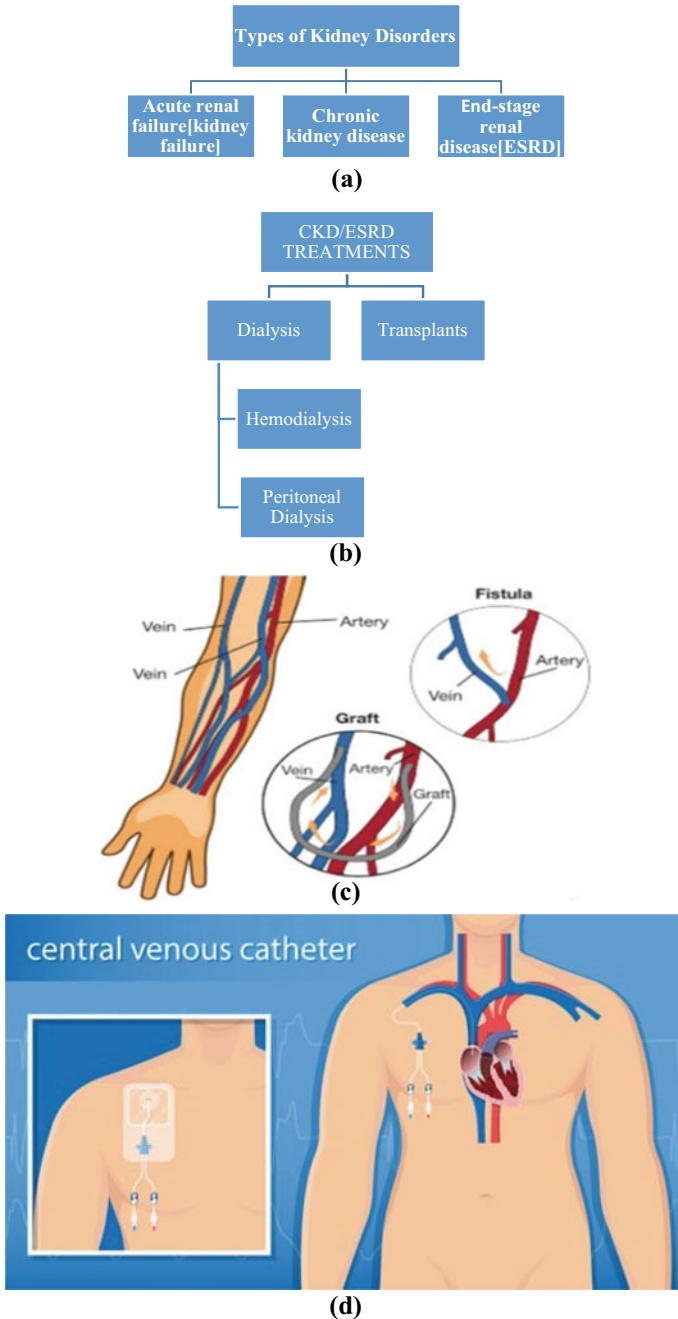 Types of Kidney Disorders
Acute renal
failure[kidney
failure]
Chronic
kidney disease
End-stage
renal
disease[ESRD]
(a)
CKD/ESRD
TREATMENTS
Dialysis
Transplants
Hemodialysis
Peritoneal
Dialysis
(b)
Vein
Artery
Vein
Fistula
Artery
Vein
Graft
Vein
Artery
Graft
(c)
central venous catheter
(d)